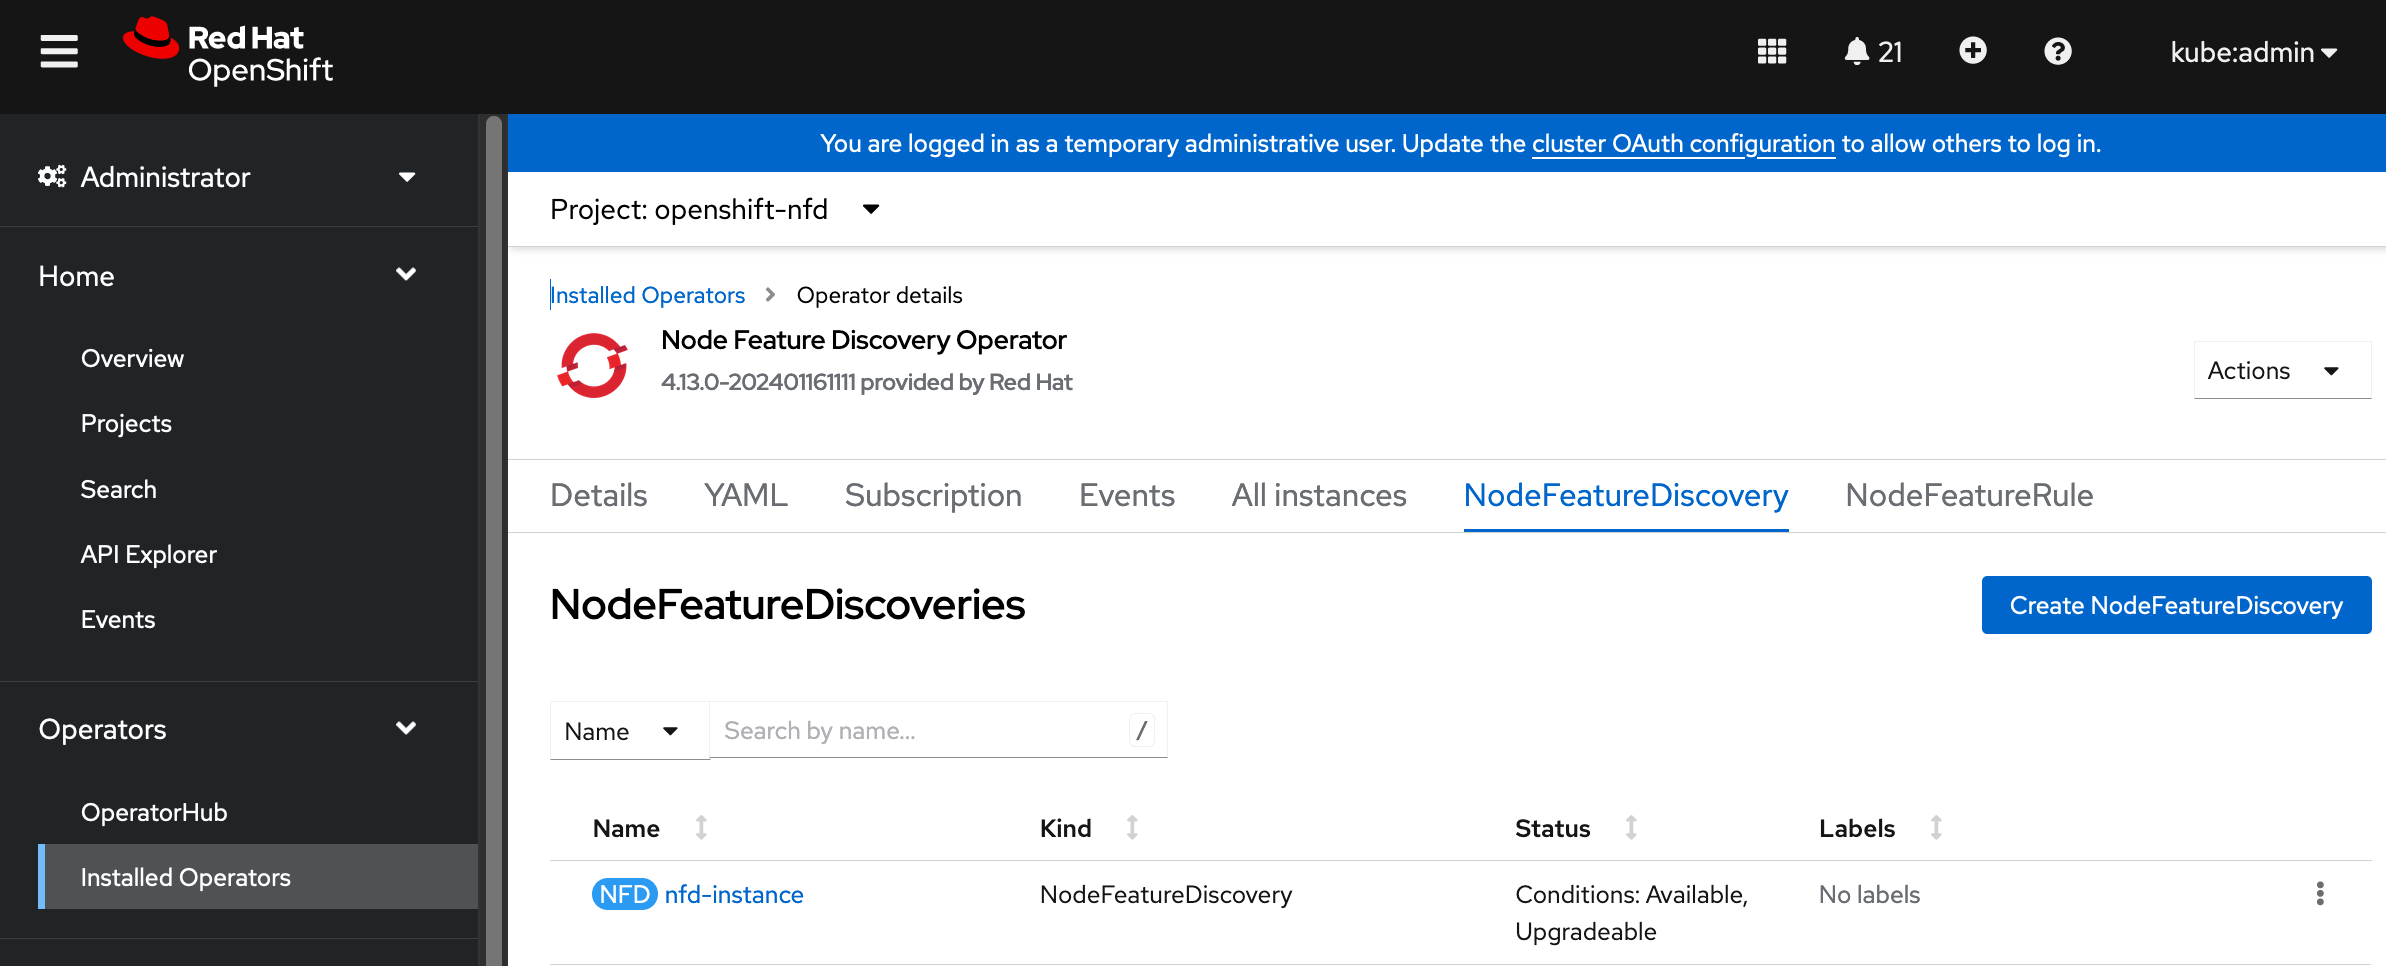 Red Hat
OpenShift
21
kube:admin
Administrator
Home
Overview
Projects
Search
API Explorer
Events
Operators
OperatorHub
Installed Operators
You are logged in as a temporary administrative user. Update the cluster OAuth configuration to allow others to log in.
Project: openshift-nfd
Installed Operators > Operator details
Node Feature Discovery Operator
4.13.0-202401161111 provided by Red Hat
Actions
Details YAML Subscription Events All instances NodeFeatureDiscovery NodeFeatureRule
NodeFeatureDiscoveries
Create NodeFeatureDiscovery
Name Search by name... /
Name Kind Status Labels
NFD nfd-instance NodeFeatureDiscovery Conditions: Available, No labels
Upgradeable